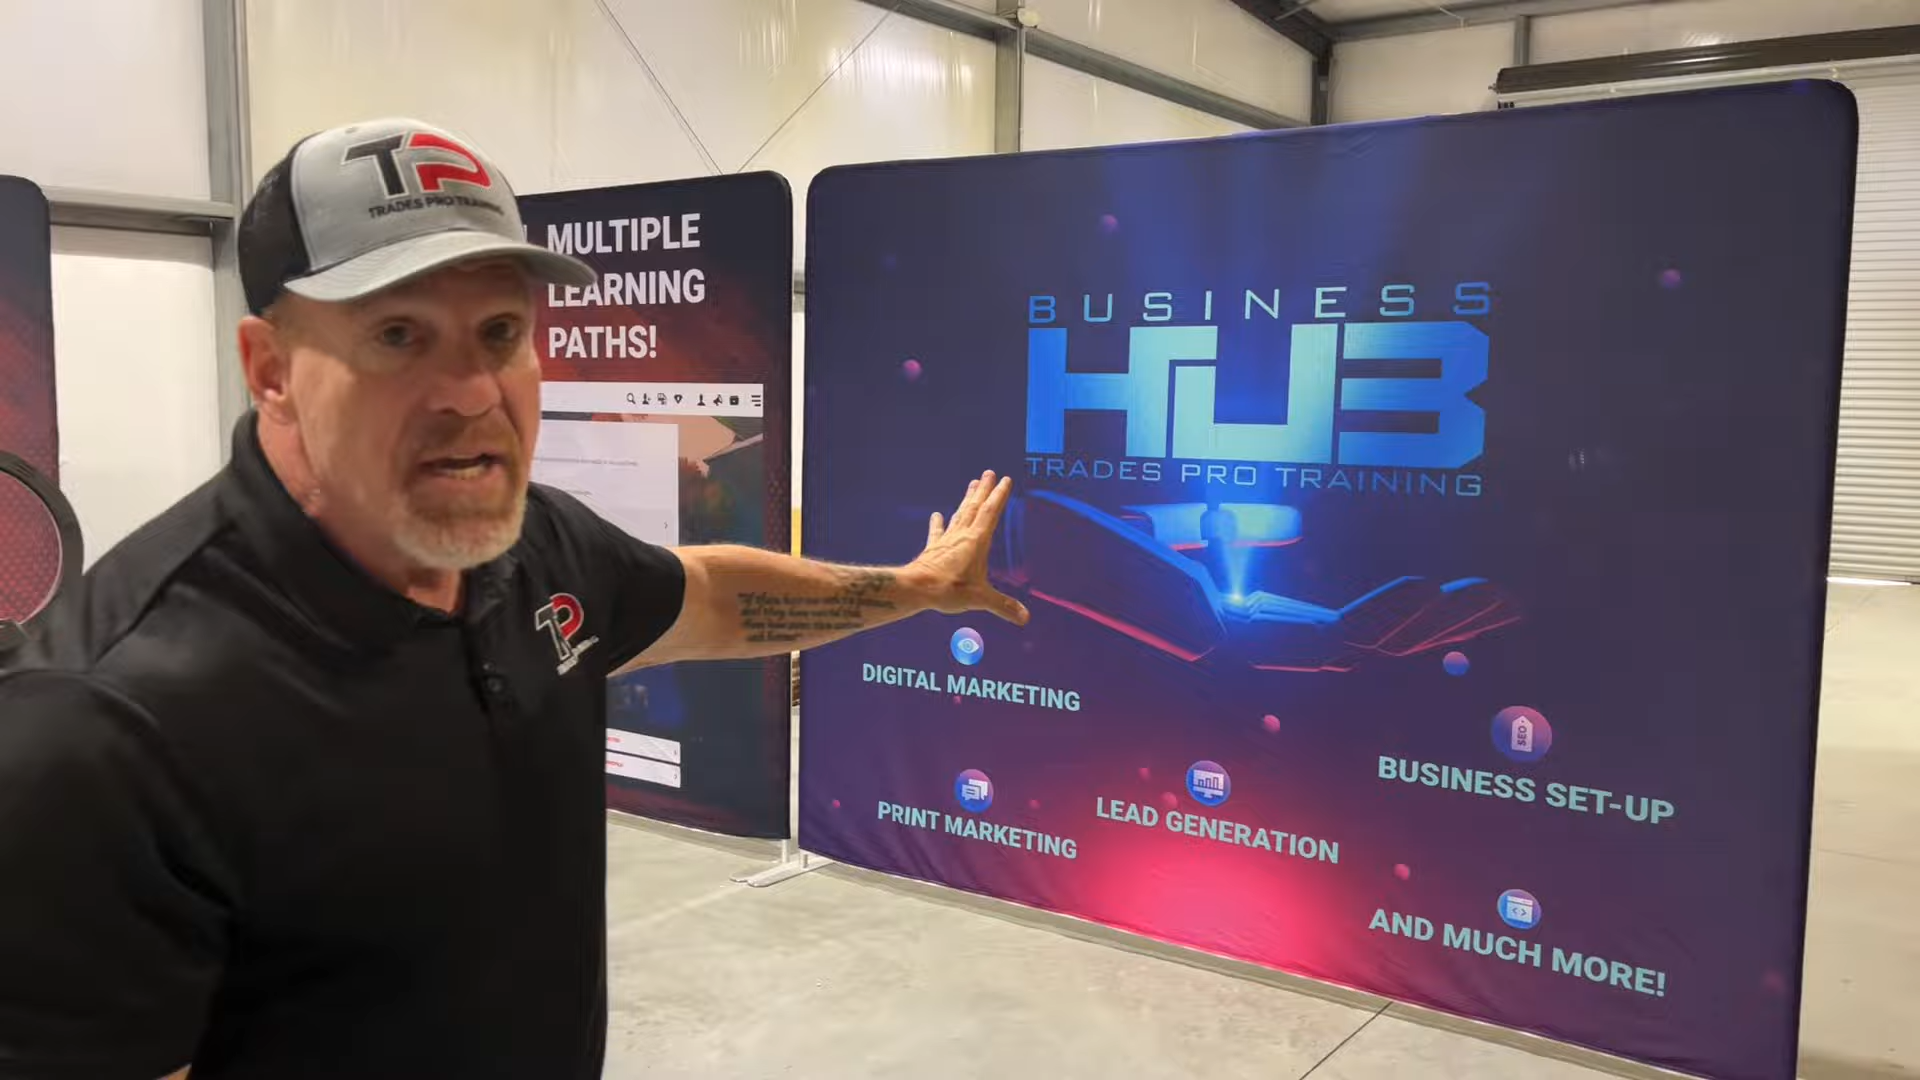 TP
TRADES PRO TRAINING
MULTIPLE
LEARNING
PATHS!
BUSINESS
HUB
TRADES PRO TRAINING
DIGITAL MARKETING
PRINT MARKETING
LEAD GENERATION
SEO
BUSINESS SET-UP
AND MUCH MORE!
TP